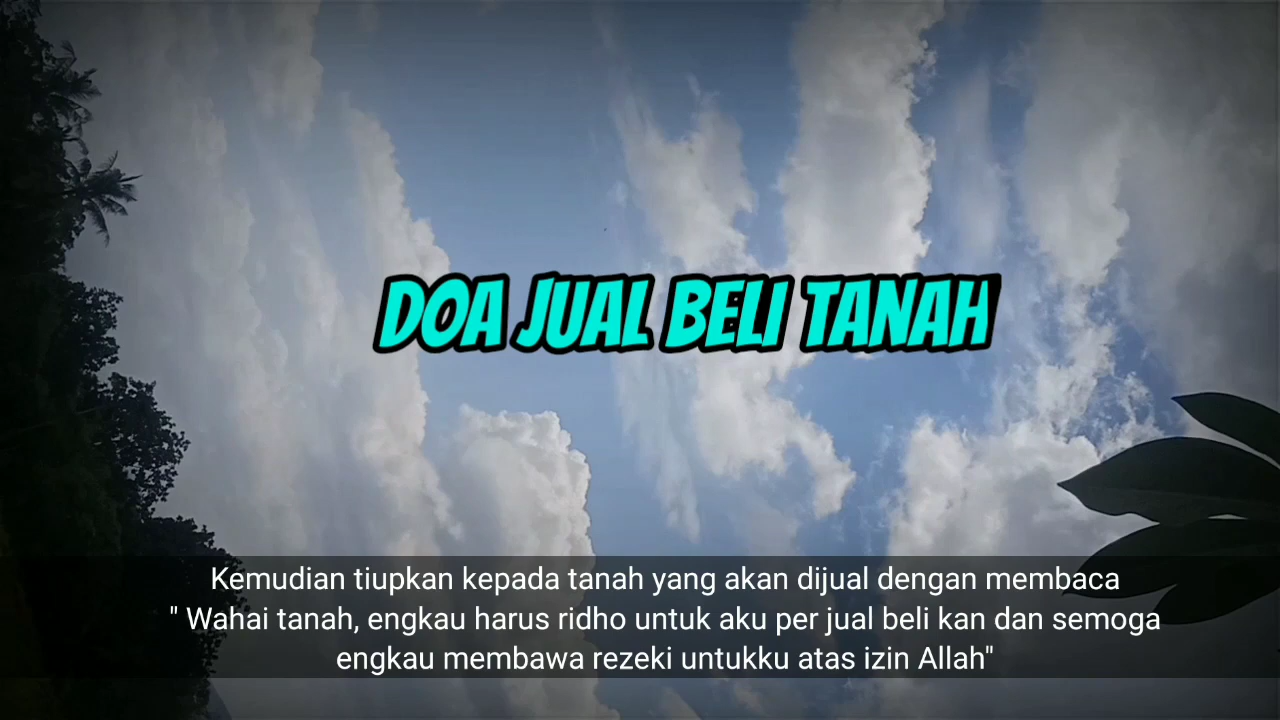 DOA JUAL BELI TANAH
Kemudian tiupkan kepada tanah yang akan dijual dengan membaca
" Wahai tanah, engkau harus ridho untuk aku per jual beli kan dan semoga
engkau membawa rezeki untukku atas izin Allah"